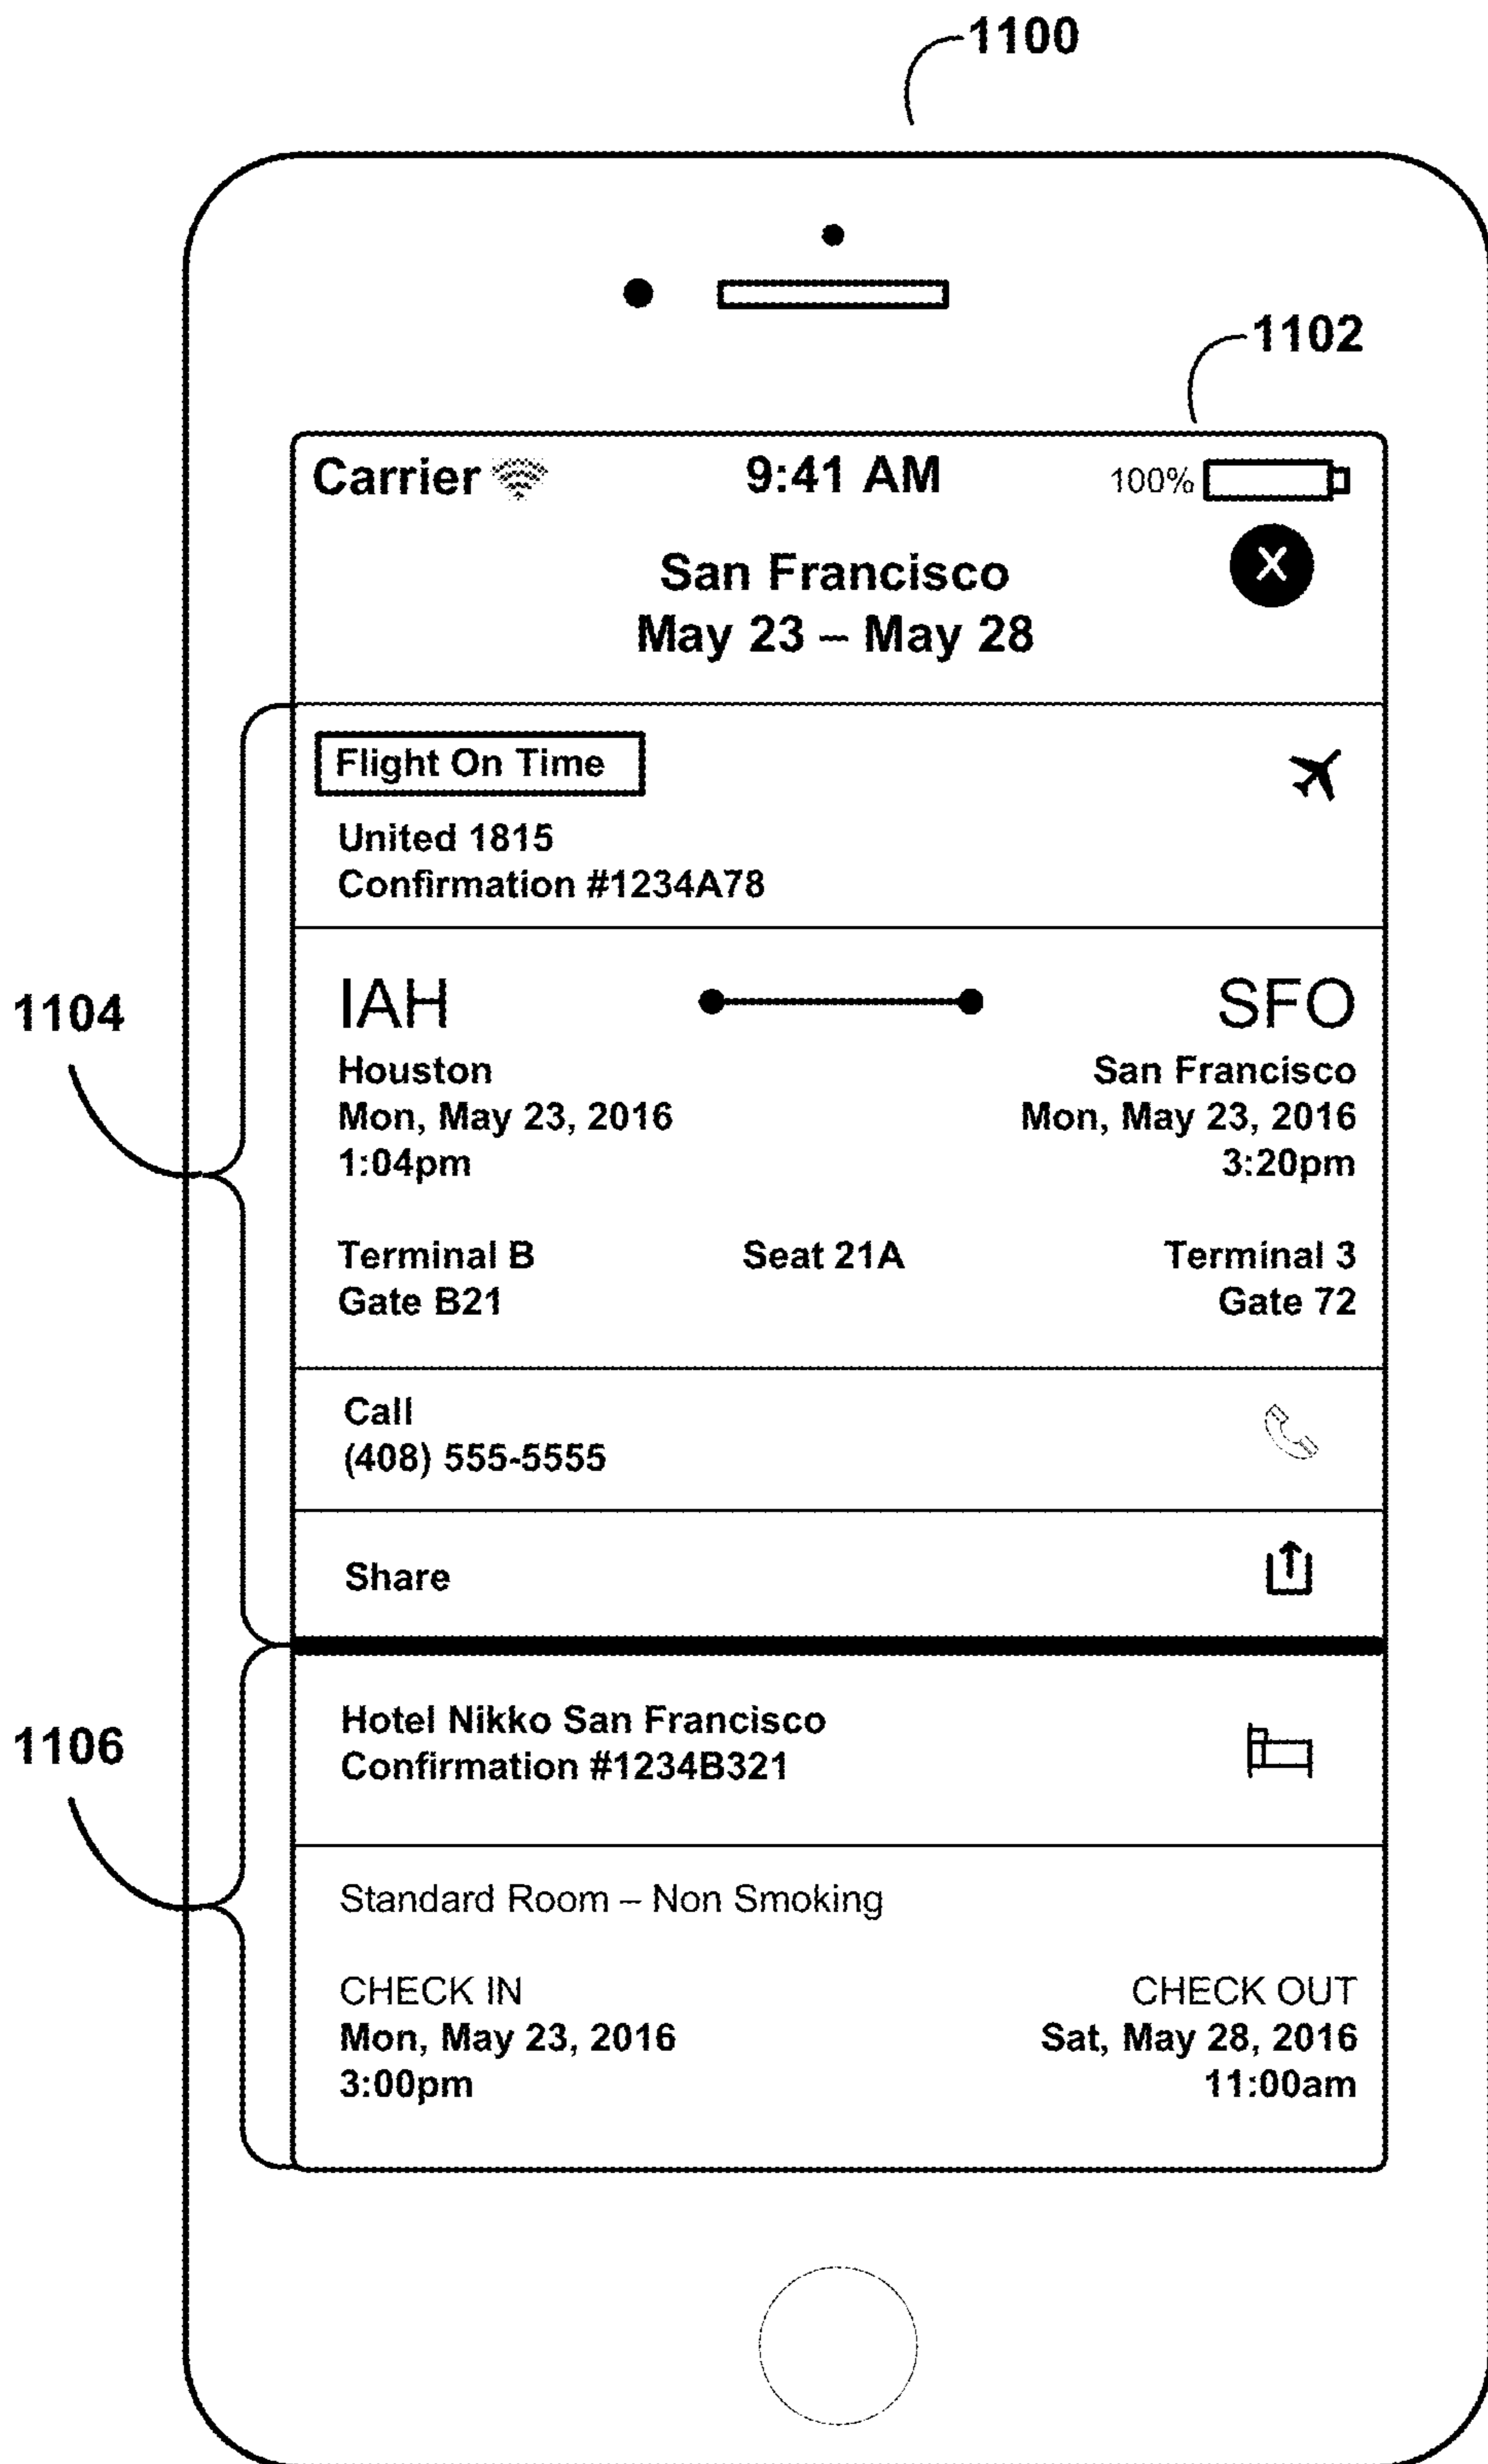 1100
1102
Carrier 9:41 AM 100%
X
San Francisco
May 23 – May 28
Flight On Time
United 1815
Confirmation #1234A78
1104
IAH SFO
Houston San Francisco
Mon, May 23, 2016 Mon, May 23, 2016
1:04pm 3:20pm
Terminal B Seat 21A Terminal 3
Gate B21 Gate 72
Call
(408) 555-5555
Share
1106
Hotel Nikko San Francisco
Confirmation #1234B321
Standard Room – Non Smoking
CHECK IN CHECK OUT
Mon, May 23, 2016 Sat, May 28, 2016
3:00pm 11:00am